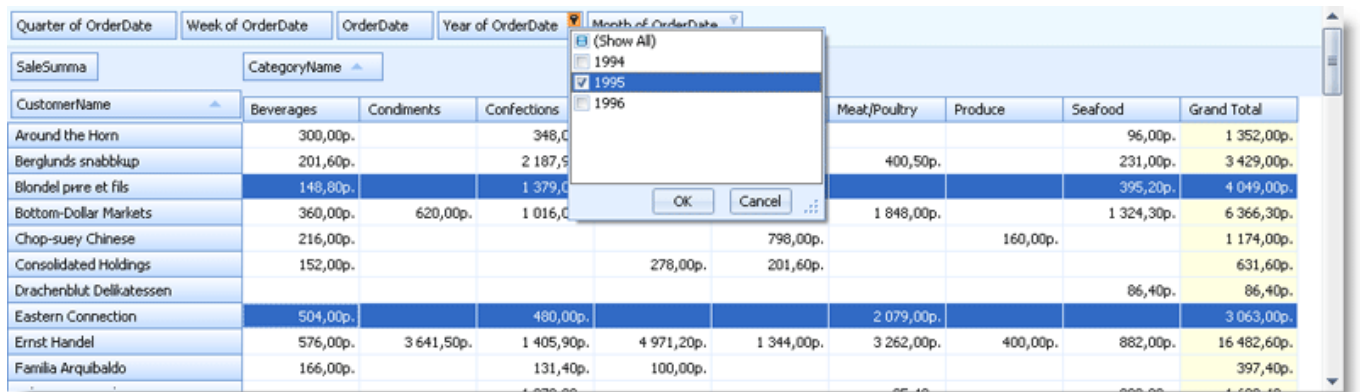 Quarter of OrderDate Week of OrderDate OrderDate Year of OrderDate Month of OrderDate
(Show All)
SaleSumma CategoryName 1994
1995
CustomerName 1996
Beverages Condiments Confections Meat/Poultry Produce Seafood Grand Total
Around the Horn 300,00р. 348,0 96,00р. 1 352,00р.
Berglunds snabbkцp 201,60р. 2 187,9 400,50р. 231,00р. 3 429,00р.
Blondel pиre et fils 148,80р. 1 379,0 395,20р. 4 049,00р.
OK Cancel
Bottom-Dollar Markets 360,00р. 620,00р. 1 016,0 1 848,00р. 1 324,30р. 6 366,30р.
Chop-suey Chinese 216,00р. 798,00р. 160,00р. 1 174,00р.
Consolidated Holdings 152,00р. 278,00р. 201,60р. 631,60р.
Drachenblut Delikatessen 86,40р. 86,40р.
Eastern Connection 504,00р. 480,00р. 2 079,00р. 3 063,00р.
Ernst Handel 576,00р. 3 641,50р. 1 405,90р. 4 971,20р. 1 344,00р. 3 262,00р. 400,00р. 882,00р. 16 482,60р.
Familia Arquibaldo 166,00р. 131,40р. 100,00р. 397,40р.